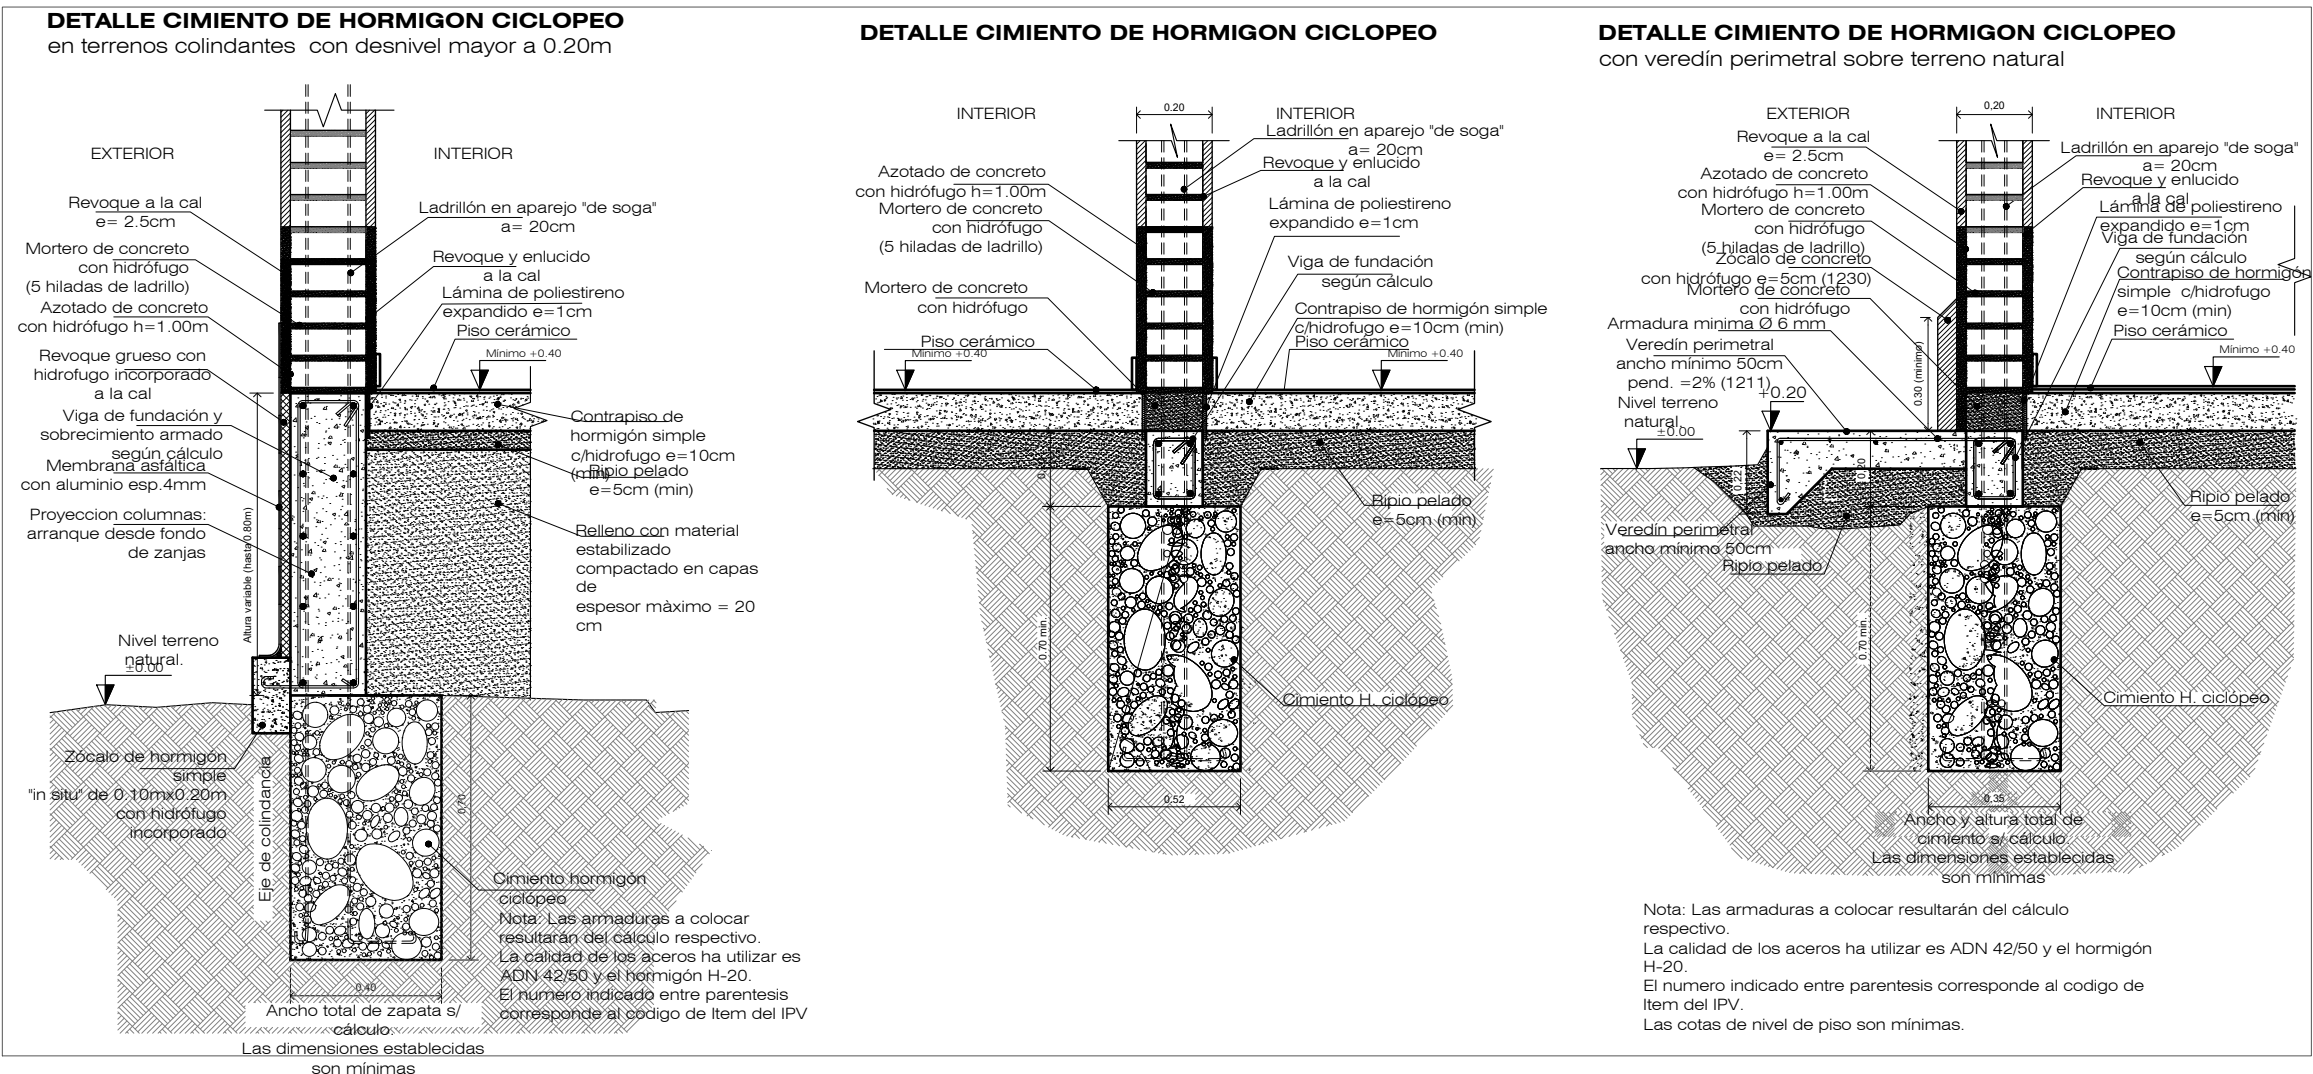 DETALLE CIMIENTO DE HORMIGON CICLOPEO
en terrenos colindantes con desnivel mayor a 0.20m
EXTERIOR
INTERIOR
Revoque a la cal
e= 2.5cm
Mortero de concreto
con hidrófugo
(5 hiladas de ladrillo)
Azotado de concreto
con hidrófugo h=1.00m
Revoque grueso con
hidrofugo incorporado
a la cal
Viga de fundación y
sobrecimiento armado
según cálculo
Membrana asfáltica
con aluminio esp.4mm
Proyeccion columnas:
arranque desde fondo
de zanjas
Altura variable (hasta 0.80m)
Nivel terreno
natural.
±0.00
Zócalo de hormigón
simple
"in situ" de 0.10mx0.20m
con hidrófugo
incorporado
Eje de colindancia
Ladrillón en aparejo "de soga"
a= 20cm
Revoque y enlucido
a la cal
Lámina de poliestireno
expandido e=1cm
Piso cerámico
Mínimo +0.40
Contrapiso de
hormigón simple
c/hidrofugo e=10cm
(min)
Ripio pelado
e=5cm (min)
Relleno con material
estabilizado
compactado en capas
de
espesor màximo = 20
cm
0.70
0.40
Cimiento hormigón
ciclópeo
Nota: Las armaduras a colocar
resultarán del cálculo respectivo.
La calidad de los aceros ha utilizar es
ADN 42/50 y el hormigón H-20.
El numero indicado entre parentesis
corresponde al codigo de Item del IPV
Ancho total de zapata s/
cálculo.
Las dimensiones establecidas
son mínimas
DETALLE CIMIENTO DE HORMIGON CICLOPEO
INTERIOR
0.20
INTERIOR
Azotado de concreto
con hidrófugo h=1.00m
Mortero de concreto
con hidrófugo
(5 hiladas de ladrillo)
Mortero de concreto
con hidrófugo
Piso cerámico
Mínimo +0.40
Ladrillón en aparejo "de soga"
a= 20cm
Revoque y enlucido
a la cal
Lámina de poliestireno
expandido e=1cm
Viga de fundación
según cálculo
Contrapiso de hormigón simple
c/hidrofugo e=10cm (min)
Piso cerámico
Mínimo +0.40
Ripio pelado
e=5cm (min)
0.70 min.
Cimiento H. ciclópeo
0.52
DETALLE CIMIENTO DE HORMIGON CICLOPEO
con veredín perimetral sobre terreno natural
EXTERIOR
0,20
INTERIOR
Revoque a la cal
e= 2.5cm
Azotado de concreto
con hidrófugo h=1.00m
Mortero de concreto
con hidrófugo
(5 hiladas de ladrillo)
Zócalo de concreto
con hidrófugo e=5cm (1230)
Mortero de concreto
con hidrófugo
Armadura minima Ø 6 mm
Veredín perimetral
ancho mínimo 50cm
pend. =2% (1211)
+0.20
Nivel terreno
natural.
±0.00
0.30 (minimo)
0.22
0.20
Veredín perimetral
ancho mínimo 50cm
Ripio pelado
Ladrillón en aparejo "de soga"
a= 20cm
Revoque y enlucido
a la cal
Lámina de poliestireno
expandido e=1cm
Viga de fundación
según cálculo
Contrapiso de hormigón
simple c/hidrofugo
e=10cm (min)
Piso cerámico
Mínimo +0.40
Ripio pelado
e=5cm (min)
0.70 min.
Cimiento H. ciclópeo
0.35
Ancho y altura total de
cimiento s/ cálculo.
Las dimensiones establecidas
son mínimas
Nota: Las armaduras a colocar resultarán del cálculo
respectivo.
La calidad de los aceros ha utilizar es ADN 42/50 y el hormigón
H-20.
El numero indicado entre parentesis corresponde al codigo de
Item del IPV.
Las cotas de nivel de piso son mínimas.